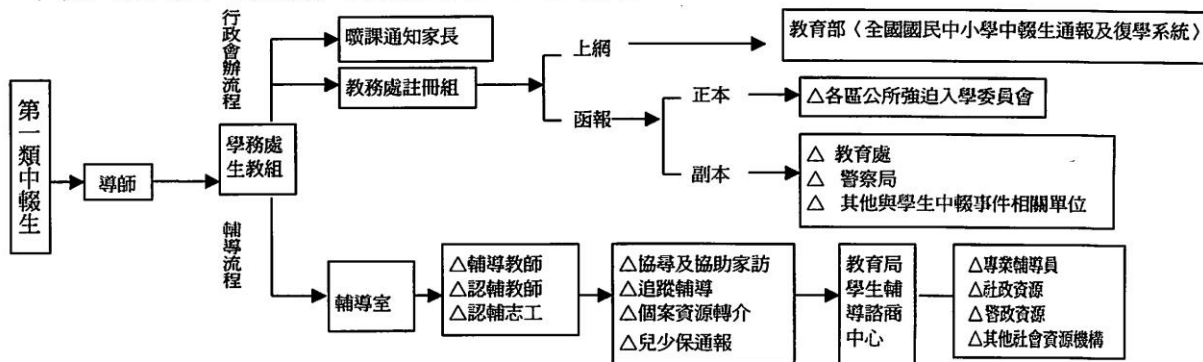 第一類中輟生
導師
學務處
生教組
行政會辦流程
曠課通知家長
教務處註冊組
上網
教育部（全國國民中小學中輟生通報及復學系統）
函報
正本
△各區公所強迫入學委員會
副本
△ 教育處
△ 警察局
△ 其他與學生中輟事件相關單位
輔導流程
輔導室
△輔導教師
△認輔教師
△認輔志工
△協尋及協助家訪
△追蹤輔導
△個案資源轉介
△兒少保通報
教育局
學生輔
導諮商
中心
△專業輔導員
△社政資源
△警政資源
△其他社會資源機構